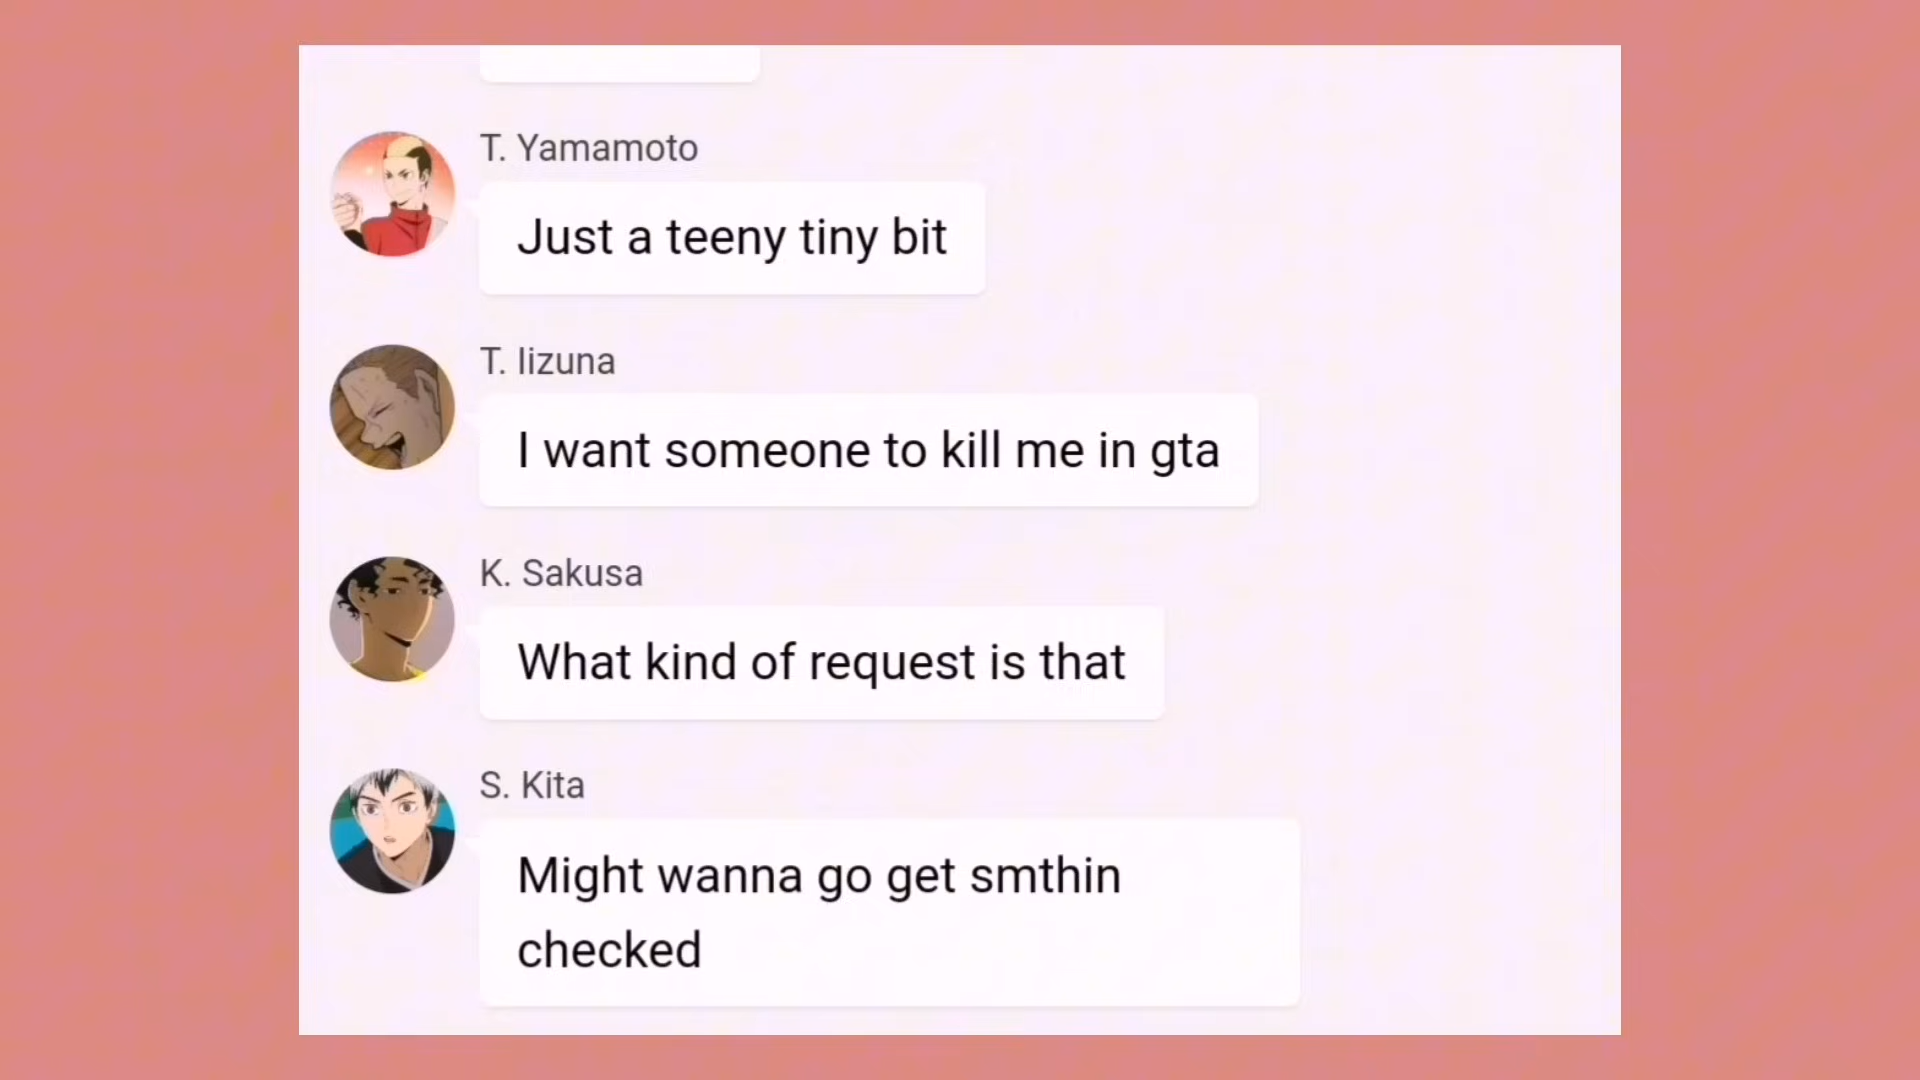 T. Yamamoto
Just a teeny tiny bit
T. Iizuna
I want someone to kill me in gta
K. Sakusa
What kind of request is that
S. Kita
Might wanna go get smthin
checked